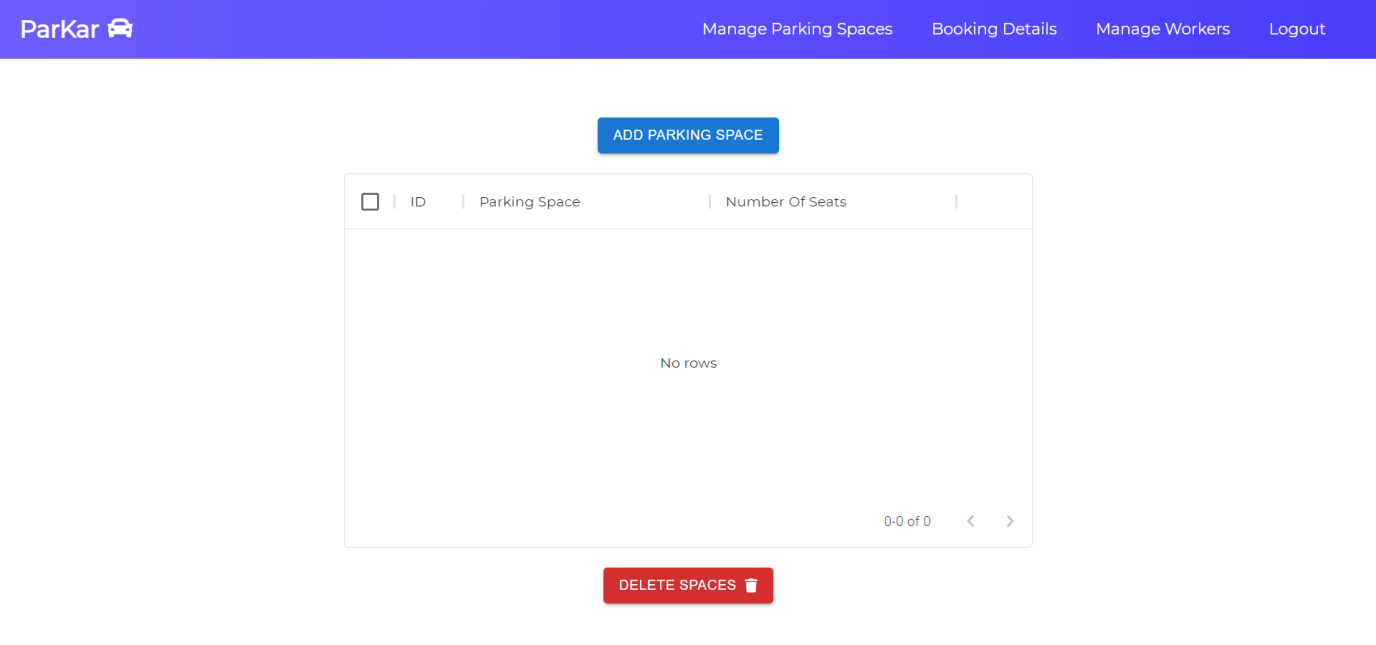 ParKar
Manage Parking Spaces Booking Details Manage Workers Logout
ADD PARKING SPACE
ID Parking Space Number Of Seats
No rows
0-0 of 0
DELETE SPACES